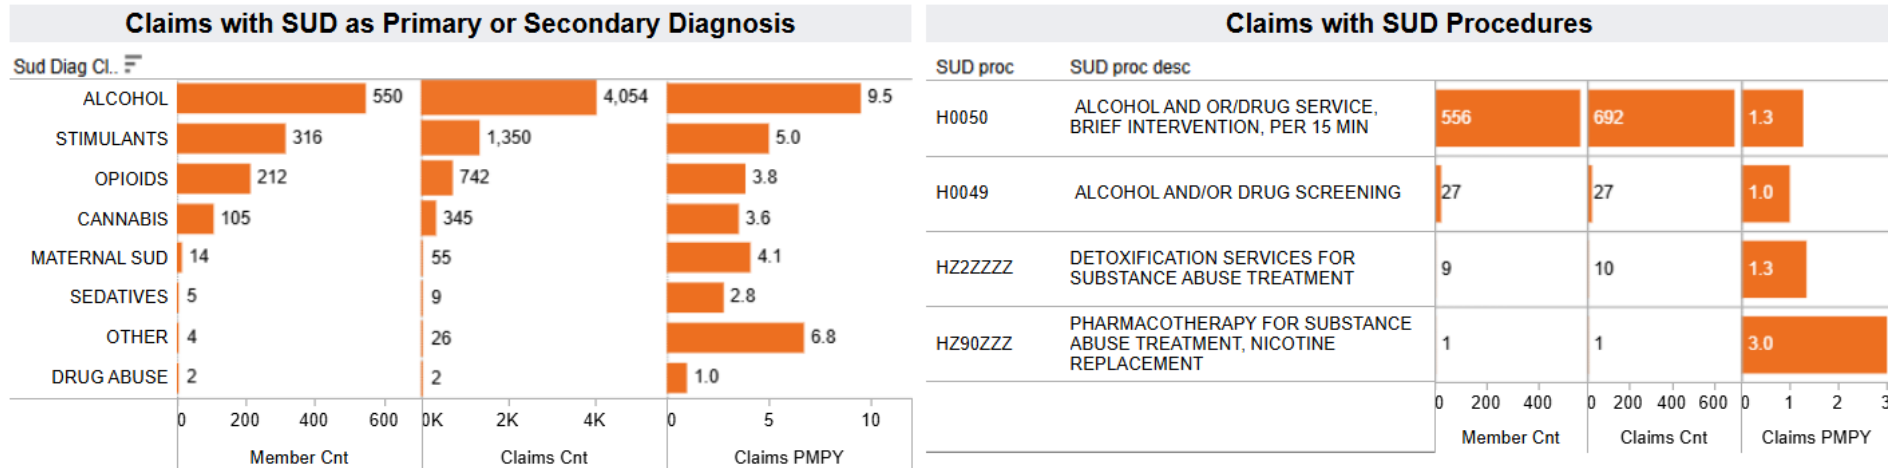 Claims with SUD as Primary or Secondary Diagnosis
Sud Diag Cl..
ALCOHOL 550 4,054 9.5
STIMULANTS 316 1,350 5.0
OPIOIDS 212 742 3.8
CANNABIS 105 345 3.6
MATERNAL SUD 14 55 4.1
SEDATIVES 5 9 2.8
OTHER 4 26 6.8
DRUG ABUSE 2 2 1.0
0 200 400 600 0K 2K 4K 0 5 10
Member Cnt Claims Cnt Claims PMPY
Claims with SUD Procedures
SUD proc SUD proc desc
H0050 ALCOHOL AND OR/DRUG SERVICE,
BRIEF INTERVENTION, PER 15 MIN 556 692 1.3
H0049 ALCOHOL AND/OR DRUG SCREENING 27 27 1.0
HZ2ZZZZ DETOXIFICATION SERVICES FOR
SUBSTANCE ABUSE TREATMENT 9 10 1.3
HZ90ZZZ PHARMACOTHERAPY FOR SUBSTANCE
ABUSE TREATMENT, NICOTINE
REPLACEMENT 1 1 3.0
0 200 400 0 200 400 600 0 1 2 3
Member Cnt Claims Cnt Claims PMPY